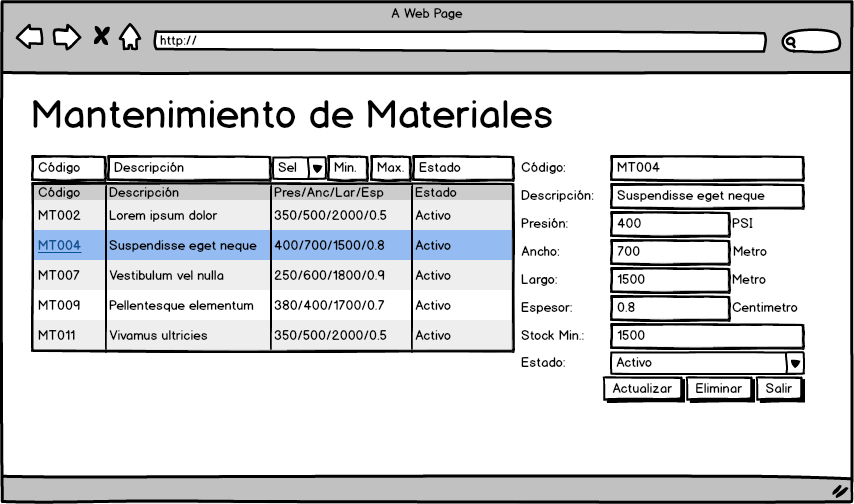 A Web Page
http://
Mantenimiento de Materiales
Código Descripción Sel Min. Max. Estado
Código Descripción Pres/Anc/Lar/Esp Estado
MT002 Lorem ipsum dolor 350/500/2000/0.5 Activo
MT004 Suspendisse eget neque 400/700/1500/0.8 Activo
MT007 Vestibulum vel nulla 250/600/1800/0.9 Activo
MT009 Pellentesque elementum 380/400/1700/0.7 Activo
MT011 Vivamus ultricies 350/500/2000/0.5 Activo
Código: MT004
Descripción: Suspendisse eget neque
Presión: 400 PSI
Ancho: 700 Metro
Largo: 1500 Metro
Espesor: 0.8 Centimetro
Stock Min.: 1500
Estado: Activo
Actualizar Eliminar Salir